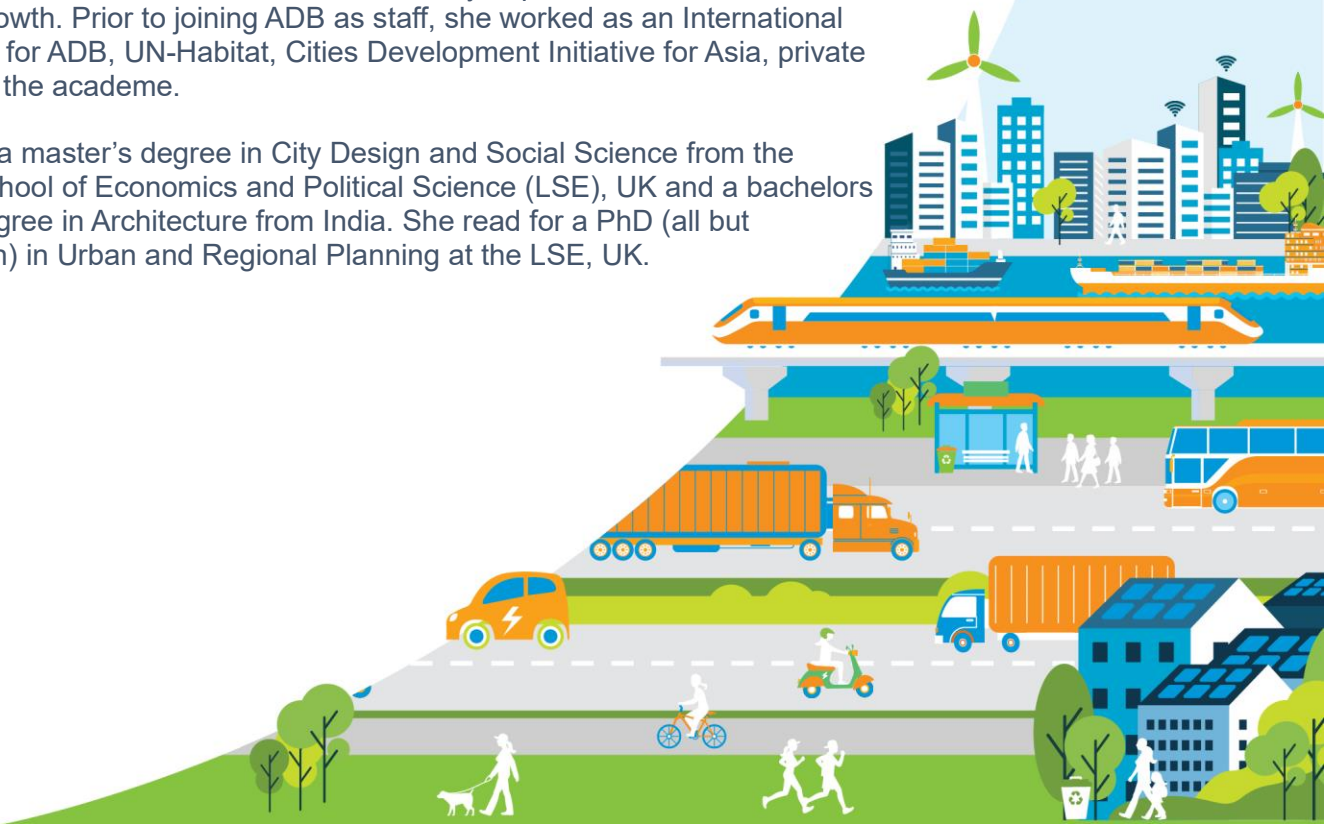 owth. Prior to joining ADB as staff, she worked as an International
for ADB, UN-Habitat, Cities Development Initiative for Asia, private
the academe.
a master's degree in City Design and Social Science from the
hool of Economics and Political Science (LSE), UK and a bachelors
gree in Architecture from India. She read for a PhD (all but
n) in Urban and Regional Planning at the LSE, UK.